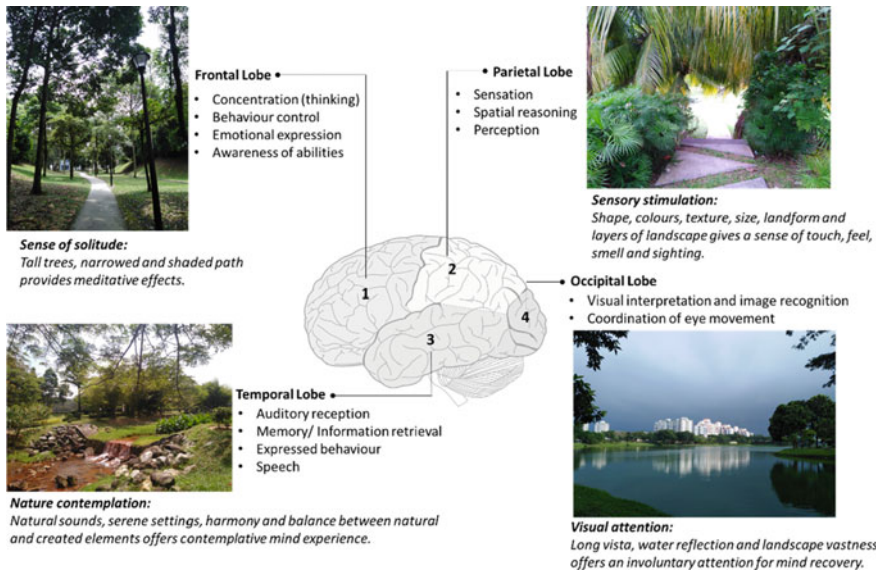 Frontal Lobe
• Concentration (thinking)
• Behaviour control
• Emotional expression
• Awareness of abilities
Parietal Lobe
• Sensation
• Spatial reasoning
• Perception
Sense of solitude:
Tall trees, narrowed and shaded path
provides meditative effects.
Sensory stimulation:
Shape, colours, texture, size, landform and
layers of landscape gives a sense of touch, feel,
smell and sighting.
1
2
3
4
Occipital Lobe
• Visual interpretation and image recognition
• Coordination of eye movement
Temporal Lobe
• Auditory reception
• Memory/ Information retrieval
• Expressed behaviour
• Speech
Nature contemplation:
Natural sounds, serene settings, harmony and balance between natural
and created elements offers contemplative mind experience.
Visual attention:
Long vista, water reflection and landscape vastness
offers an involuntary attention for mind recovery.